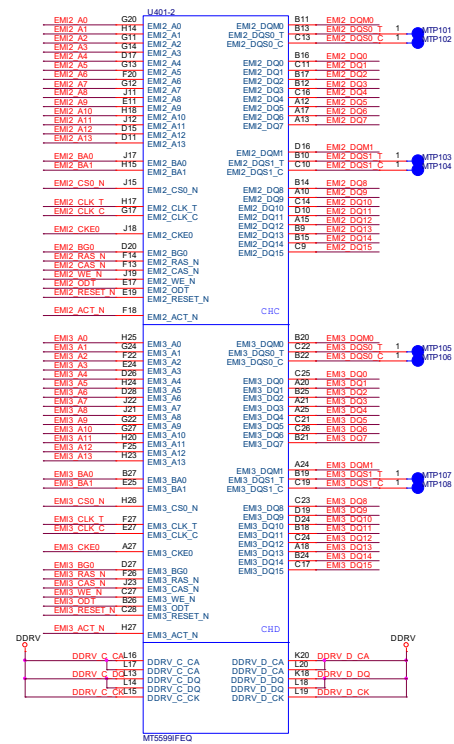 U401-2
EMI2_A0 G20 EMI2_A0
EMI2_A1 H14 EMI2_A1
EMI2_A2 G11 EMI2_A2
EMI2_A3 G14 EMI2_A3
EMI2_A4 D17 EMI2_A4
EMI2_A5 G13 EMI2_A5
EMI2_A6 F20 EMI2_A6
EMI2_A7 G12 EMI2_A7
EMI2_A8 J11 EMI2_A8
EMI2_A9 E11 EMI2_A9
EMI2_A10 H18 EMI2_A10
EMI2_A11 J12 EMI2_A11
EMI2_A12 D15 EMI2_A12
EMI2_A13 D11 EMI2_A13
EMI2_BA0 J17 EMI2_BA0
EMI2_BA1 H15 EMI2_BA1
EMI2_CS0_N J15 EMI2_CS0_N
EMI2_CLK_T H17 EMI2_CLK_T
EMI2_CLK_C G17 EMI2_CLK_C
EMI2_CKE0 J18 EMI2_CKE0
EMI2_BG0 D20 EMI2_BG0
EMI2_RAS_N F14 EMI2_RAS_N
EMI2_CAS_N F13 EMI2_CAS_N
EMI2_WE_N J19 EMI2_WE_N
EMI2_ODT E17 EMI2_ODT
EMI2_RESET_N E19 EMI2_RESET_N
EMI2_ACT_N F18 EMI2_ACT_N
EMI2_DQM0 B11 EMI2_DQM0
EMI2_DQS0_T B13 EMI2_DQS0_T 1 MTP101
EMI2_DQS0_C C13 EMI2_DQS0_C 1 MTP102
EMI2_DQ0 B16 EMI2_DQ0
EMI2_DQ1 C11 EMI2_DQ1
EMI2_DQ2 B17 EMI2_DQ2
EMI2_DQ3 B12 EMI2_DQ3
EMI2_DQ4 C16 EMI2_DQ4
EMI2_DQ5 A12 EMI2_DQ5
EMI2_DQ6 A17 EMI2_DQ6
EMI2_DQ7 A13 EMI2_DQ7
EMI2_DQM1 D16 EMI2_DQM1
EMI2_DQS1_T B10 EMI2_DQS1_T 1 MTP103
EMI2_DQS1_C C10 EMI2_DQS1_C 1 MTP104
EMI2_DQ8 B14 EMI2_DQ8
EMI2_DQ9 A10 EMI2_DQ9
EMI2_DQ10 C14 EMI2_DQ10
EMI2_DQ11 D10 EMI2_DQ11
EMI2_DQ12 A15 EMI2_DQ12
EMI2_DQ13 B9 EMI2_DQ13
EMI2_DQ14 B15 EMI2_DQ14
EMI2_DQ15 C9 EMI2_DQ15
CHC
EMI3_A0 H25 EMI3_A0
EMI3_A1 G24 EMI3_A1
EMI3_A2 F22 EMI3_A2
EMI3_A3 E24 EMI3_A3
EMI3_A4 D26 EMI3_A4
EMI3_A5 H24 EMI3_A5
EMI3_A6 D28 EMI3_A6
EMI3_A7 J22 EMI3_A7
EMI3_A8 J21 EMI3_A8
EMI3_A9 G22 EMI3_A9
EMI3_A10 G27 EMI3_A10
EMI3_A11 H20 EMI3_A11
EMI3_A12 F25 EMI3_A12
EMI3_A13 H23 EMI3_A13
EMI3_BA0 B27 EMI3_BA0
EMI3_BA1 E25 EMI3_BA1
EMI3_CS0_N H26 EMI3_CS0_N
EMI3_CLK_T F27 EMI3_CLK_T
EMI3_CLK_C E27 EMI3_CLK_C
EMI3_CKE0 A27 EMI3_CKE0
EMI3_BG0 D27 EMI3_BG0
EMI3_RAS_N F26 EMI3_RAS_N
EMI3_CAS_N J23 EMI3_CAS_N
EMI3_WE_N C27 EMI3_WE_N
EMI3_ODT B26 EMI3_ODT
EMI3_RESET_N C28 EMI3_RESET_N
EMI3_ACT_N H27 EMI3_ACT_N
EMI3_DQM0 B20 EMI3_DQM0
EMI3_DQS0_T C22 EMI3_DQS0_T 1 MTP105
EMI3_DQS0_C B22 EMI3_DQS0_C 1 MTP106
EMI3_DQ0 C25 EMI3_DQ0
EMI3_DQ1 A20 EMI3_DQ1
EMI3_DQ2 B25 EMI3_DQ2
EMI3_DQ3 A21 EMI3_DQ3
EMI3_DQ4 A25 EMI3_DQ4
EMI3_DQ5 C21 EMI3_DQ5
EMI3_DQ6 C26 EMI3_DQ6
EMI3_DQ7 B21 EMI3_DQ7
EMI3_DQM1 A24 EMI3_DQM1
EMI3_DQS1_T B19 EMI3_DQS1_T 1 MTP107
EMI3_DQS1_C C19 EMI3_DQS1_C 1 MTP108
EMI3_DQ8 C23 EMI3_DQ8
EMI3_DQ9 D19 EMI3_DQ9
EMI3_DQ10 D24 EMI3_DQ10
EMI3_DQ11 B18 EMI3_DQ11
EMI3_DQ12 C24 EMI3_DQ12
EMI3_DQ13 A18 EMI3_DQ13
EMI3_DQ14 B24 EMI3_DQ14
EMI3_DQ15 C17 EMI3_DQ15
CHD
DDRV DDRV
DDRV_C_CA L16 DDRV_C_CA DDRV_D_CA K20 DDRV_D_CA
L17 DDRV_C_CA DDRV_D_CA L20
DDRV_C_DQ L13 DDRV_C_DQ DDRV_D_DQ K18 DDRV_D_DQ
L14 DDRV_C_DQ DDRV_D_DQ L18
DDRV_C_CK L15 DDRV_C_CK DDRV_D_CK L19 DDRV_D_CK
MT5599IFEQ